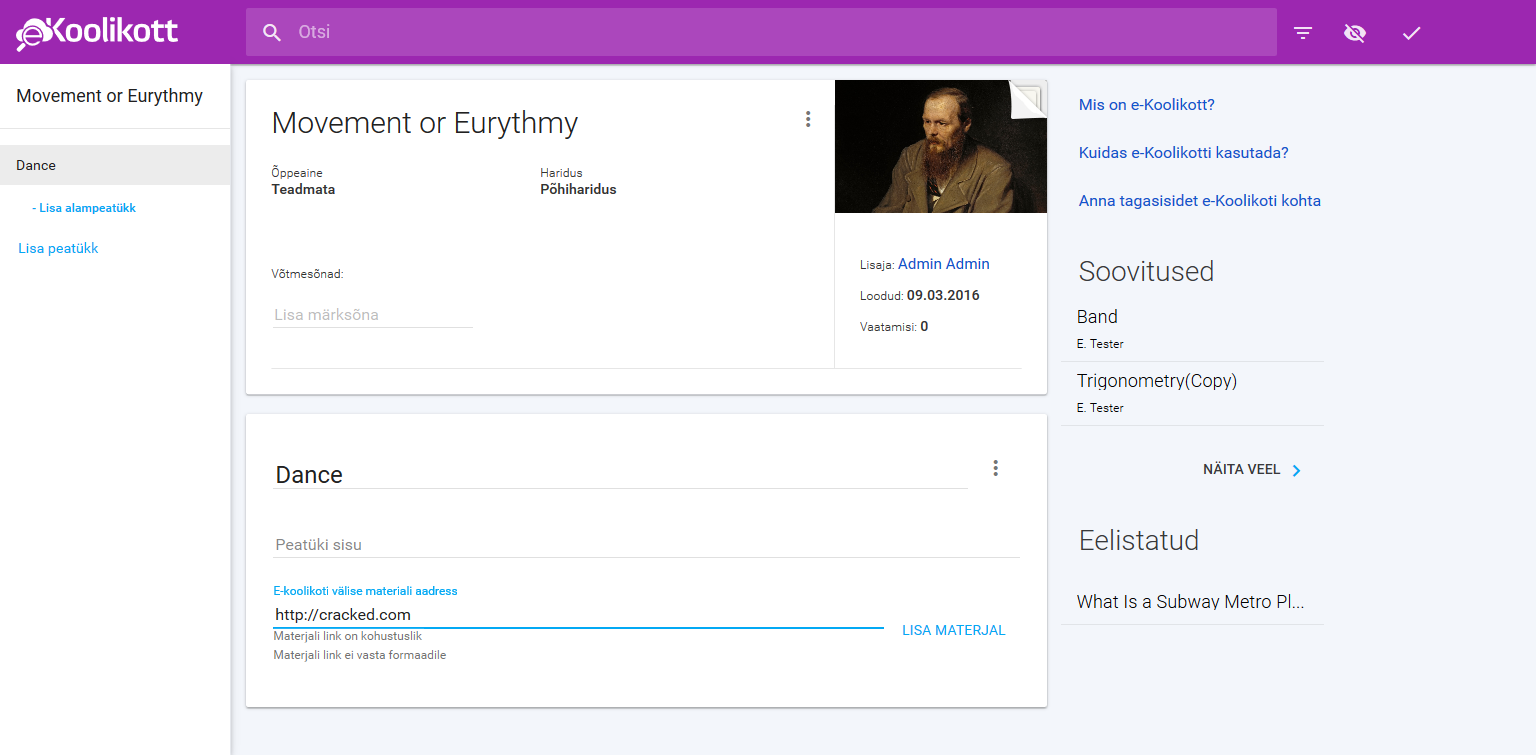 eKoolikott
Otsi
Movement or Eurythmy
Dance
- Lisa alampeatükk
Lisa peatükk
Movement or Eurythmy
Õppeaine
Teadmata
Haridus
Põhiharidus
Võtmesõnad:
Lisa märksõna
Lisaja: Admin Admin
Loodud: 09.03.2016
Vaatamisi: 0
Dance
Peatüki sisu
E-koolikoti välise materiali aadress
http://cracked.com
LISA MATERJAL
Materjali link on kohustuslik
Materjali link ei vasta formaadile
Mis on e-Koolikott?
Kuidas e-Koolikotti kasutada?
Anna tagasisidet e-Koolikoti kohta
Soovitused
Band
E. Tester
Trigonometry(Copy)
E. Tester
NÄITA VEEL
Eelistatud
What Is a Subway Metro Pl...